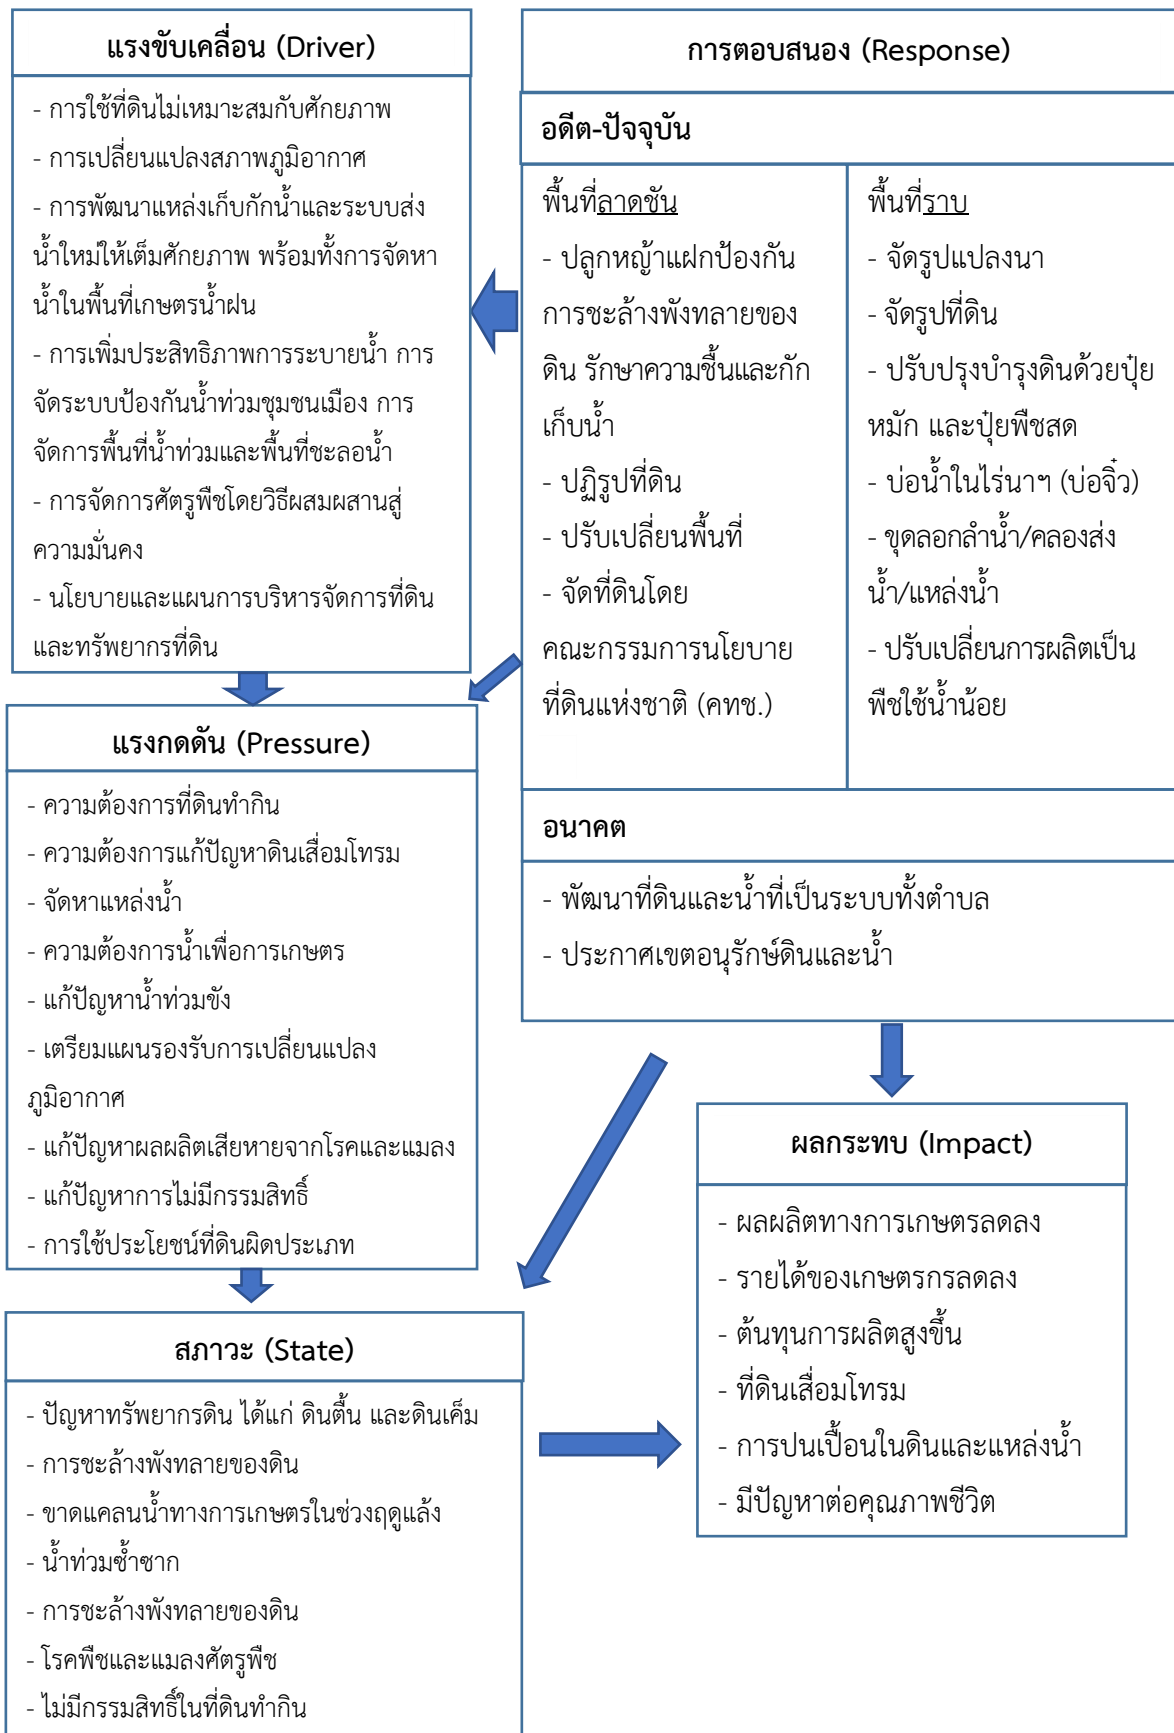 แรงขับเคลื่อน (Driver)
- การใช้ที่ดินไม่เหมาะสมกับศักยภาพ
- การเปลี่ยนแปลงสภาพภูมิอากาศ
- การพัฒนาแหล่งเก็บกักน้ำและระบบส่ง
น้ำใหม่ให้เต็มศักยภาพ พร้อมทั้งการจัดหา
น้ำในพื้นที่เกษตรน้ำฝน
- การเพิ่มประสิทธิภาพการระบายน้ำ การ
จัดระบบป้องกันน้ำท่วมชุมชนเมือง การ
จัดการพื้นที่น้ำท่วมและพื้นที่ชะลอน้ำ
- การจัดการศัตรูพืชโดยวิธีผสมผสานสู่
ความมั่นคง
- นโยบายและแผนการบริหารจัดการที่ดิน
และทรัพยากรที่ดิน
การตอบสนอง (Response)
อดีต-ปัจจุบัน
พื้นที่ลาดชัน
- ปลูกหญ้าแฝกป้องกัน
การชะล้างพังทลายของ
ดิน รักษาความชื้นและกัก
เก็บน้ำ
- ปฏิรูปที่ดิน
- ปรับเปลี่ยนพื้นที่
- จัดที่ดินโดย
คณะกรรมการนโยบาย
ที่ดินแห่งชาติ (คทช.)
พื้นที่ราบ
- จัดรูปแปลงนา
- จัดรูปที่ดิน
- ปรับปรุงบำรุงดินด้วยปุ๋ย
หมัก และปุ๋ยพืชสด
- บ่อน้ำในไร่นาฯ (บ่อจิ๋ว)
- ขุดลอกลำน้ำ/คลองส่ง
น้ำ/แหล่งน้ำ
- ปรับเปลี่ยนการผลิตเป็น
พืชใช้น้ำน้อย
อนาคต
- พัฒนาที่ดินและน้ำที่เป็นระบบทั้งตำบล
- ประกาศเขตอนุรักษ์ดินและน้ำ
แรงกดดัน (Pressure)
- ความต้องการที่ดินทำกิน
- ความต้องการแก้ปัญหาดินเสื่อมโทรม
- จัดหาแหล่งน้ำ
- ความต้องการน้ำเพื่อการเกษตร
- แก้ปัญหาน้ำท่วมขัง
- เตรียมแผนรองรับการเปลี่ยนแปลง
ภูมิอากาศ
- แก้ปัญหาผลผลิตเสียหายจากโรคและแมลง
- แก้ปัญหาการไม่มีกรรมสิทธิ์
- การใช้ประโยชน์ที่ดินผิดประเภท
สภาวะ (State)
- ปัญหาทรัพยากรดิน ได้แก่ ดินตื้น และดินเค็ม
- การชะล้างพังทลายของดิน
- ขาดแคลนน้ำทางการเกษตรในช่วงฤดูแล้ง
- น้ำท่วมซ้ำซาก
- การชะล้างพังทลายของดิน
- โรคพืชและแมลงศัตรูพืช
- ไม่มีกรรมสิทธิ์ในที่ดินทำกิน
ผลกระทบ (Impact)
- ผลผลิตทางการเกษตรลดลง
- รายได้ของเกษตรกรลดลง
- ต้นทุนการผลิตสูงขึ้น
- ที่ดินเสื่อมโทรม
- การปนเปื้อนในดินและแหล่งน้ำ
- มีปัญหาต่อคุณภาพชีวิต